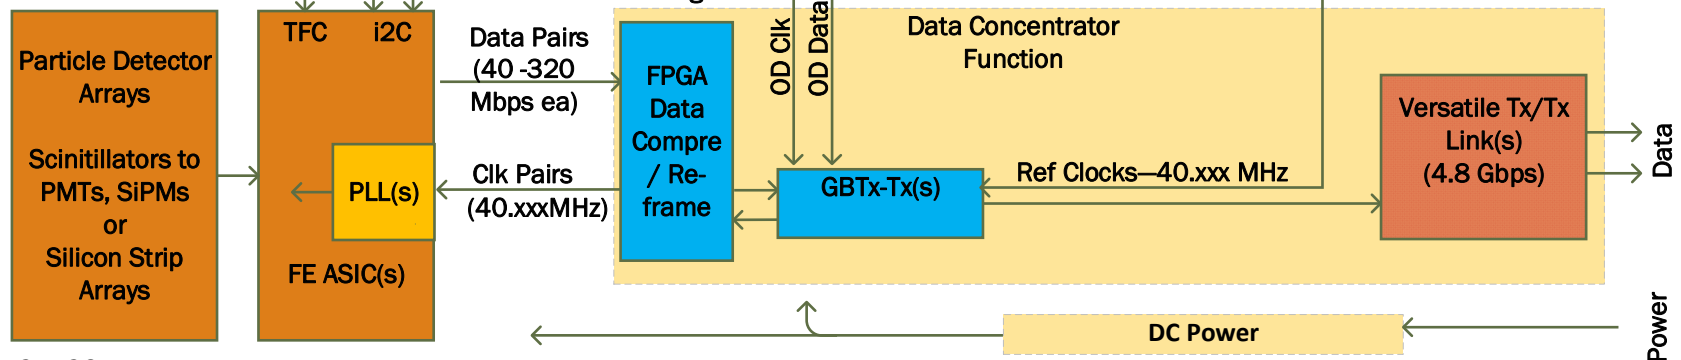 Particle Detector
Arrays
Scinitillators to
PMTs, SiPMs
or
Silicon Strip
Arrays
TFC i2C
PLL(s)
FE ASIC(s)
Data Pairs
(40 -320
Mbps ea)
Clk Pairs
(40.xxxMHz)
FPGA
Data
Compre
/ Re-
frame
OD Clk
OD Data
Data Concentrator
Function
GBTx-Tx(s)
Ref Clocks—40.xxx MHz
Versatile Tx/Tx
Link(s)
(4.8 Gbps)
Data
DC Power
Power